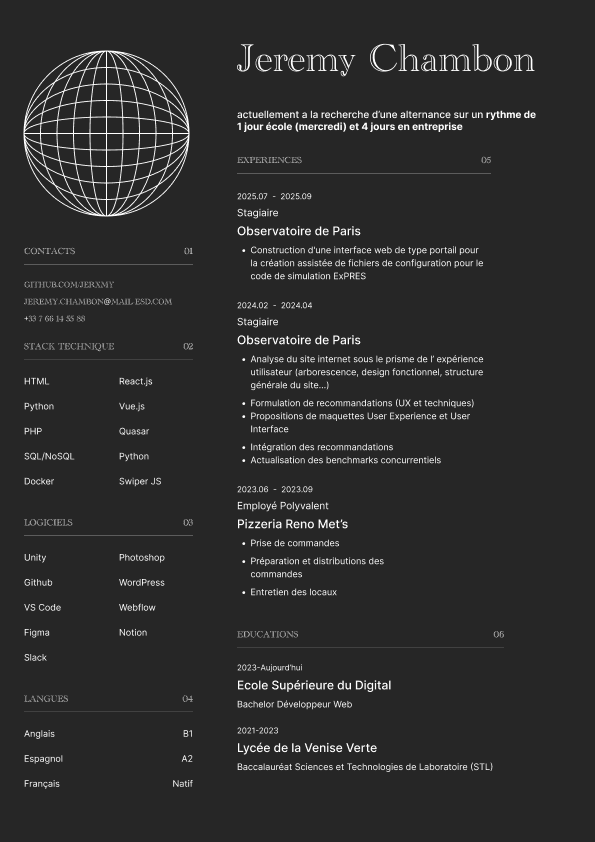 Jeremy Chambon
actuellement a la recherche d'une alternance sur un rythme de
1 jour école (mercredi) et 4 jours en entreprise
CONTACTS 01
GITHUB.COM/JERXMY
JEREMY.CHAMBON@MAIL-ESD.COM
+33 7 66 14 55 88
STACK TECHNIQUE 02
HTML React.js
Python Vue.js
PHP Quasar
SQL/NoSQL Python
Docker Swiper JS
LOGICIELS 03
Unity Photoshop
Github WordPress
VS Code Webflow
Figma Notion
Slack
LANGUES 04
Anglais B1
Espagnol A2
Français Natif
EXPERIENCES 05
2025.07 - 2025.09
Stagiaire
Observatoire de Paris
• Construction d'une interface web de type portail pour
la création assistée de fichiers de configuration pour le
code de simulation ExPRES
2024.02 - 2024.04
Stagiaire
Observatoire de Paris
• Analyse du site internet sous le prisme de l' expérience
utilisateur (arborescence, design fonctionnel, structure
générale du site...)
• Formulation de recommandations (UX et techniques)
• Propositions de maquettes User Experience et User
Interface
• Intégration des recommandations
• Actualisation des benchmarks concurrentiels
2023.06 - 2023.09
Employé Polyvalent
Pizzeria Reno Met's
• Prise de commandes
• Préparation et distributions des
commandes
• Entretien des locaux
EDUCATIONS 06
2023-Aujourd'hui
Ecole Supérieure du Digital
Bachelor Développeur Web
2021-2023
Lycée de la Venise Verte
Baccalauréat Sciences et Technologies de Laboratoire (STL)